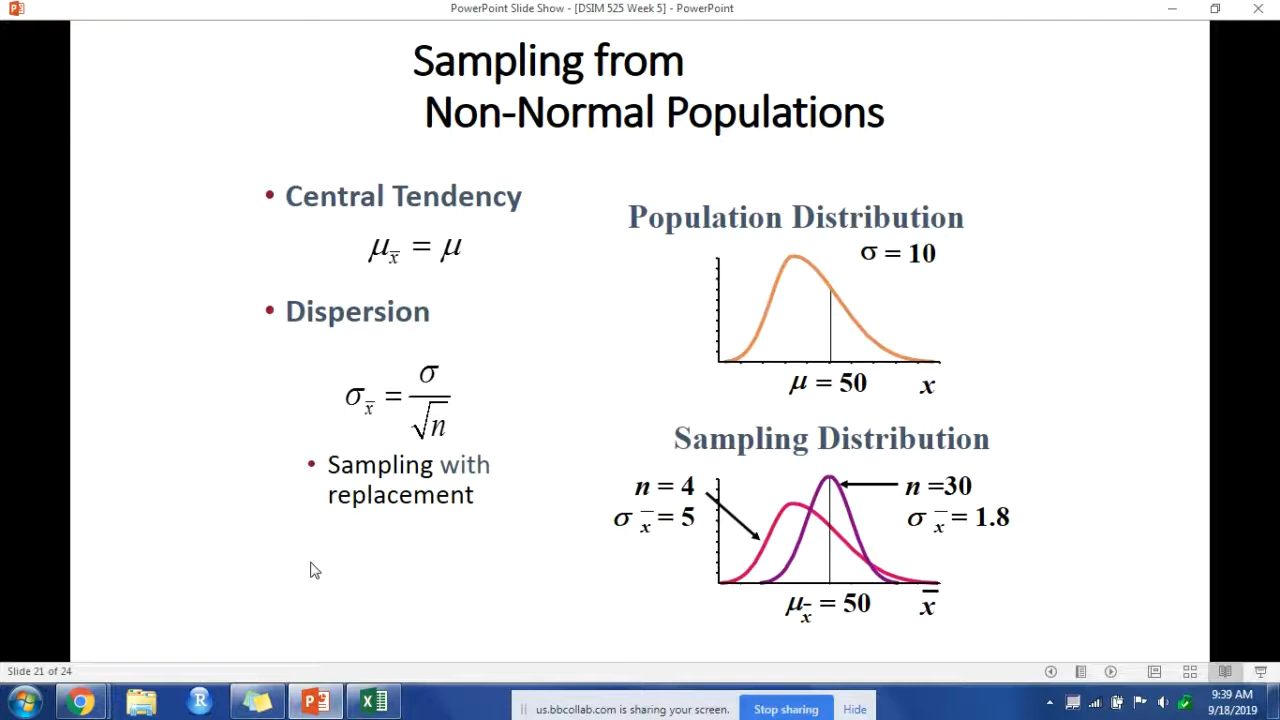 PowerPoint Slide Show - [DSIM 525 Week 5] - PowerPoint
Sampling from
Non-Normal Populations
• Central Tendency
μx̅ = μ
• Dispersion
σx̅ = σ/√n
• Sampling with
replacement
Population Distribution
σ = 10
μ = 50 x
Sampling Distribution
n = 4
σ x̅ = 5
n =30
σ x̅ = 1.8
μx̅ = 50 x̅
Slide 21 of 24
us.bbcollab.com is sharing your screen. Stop sharing Hide
9:39 AM
9/18/2019